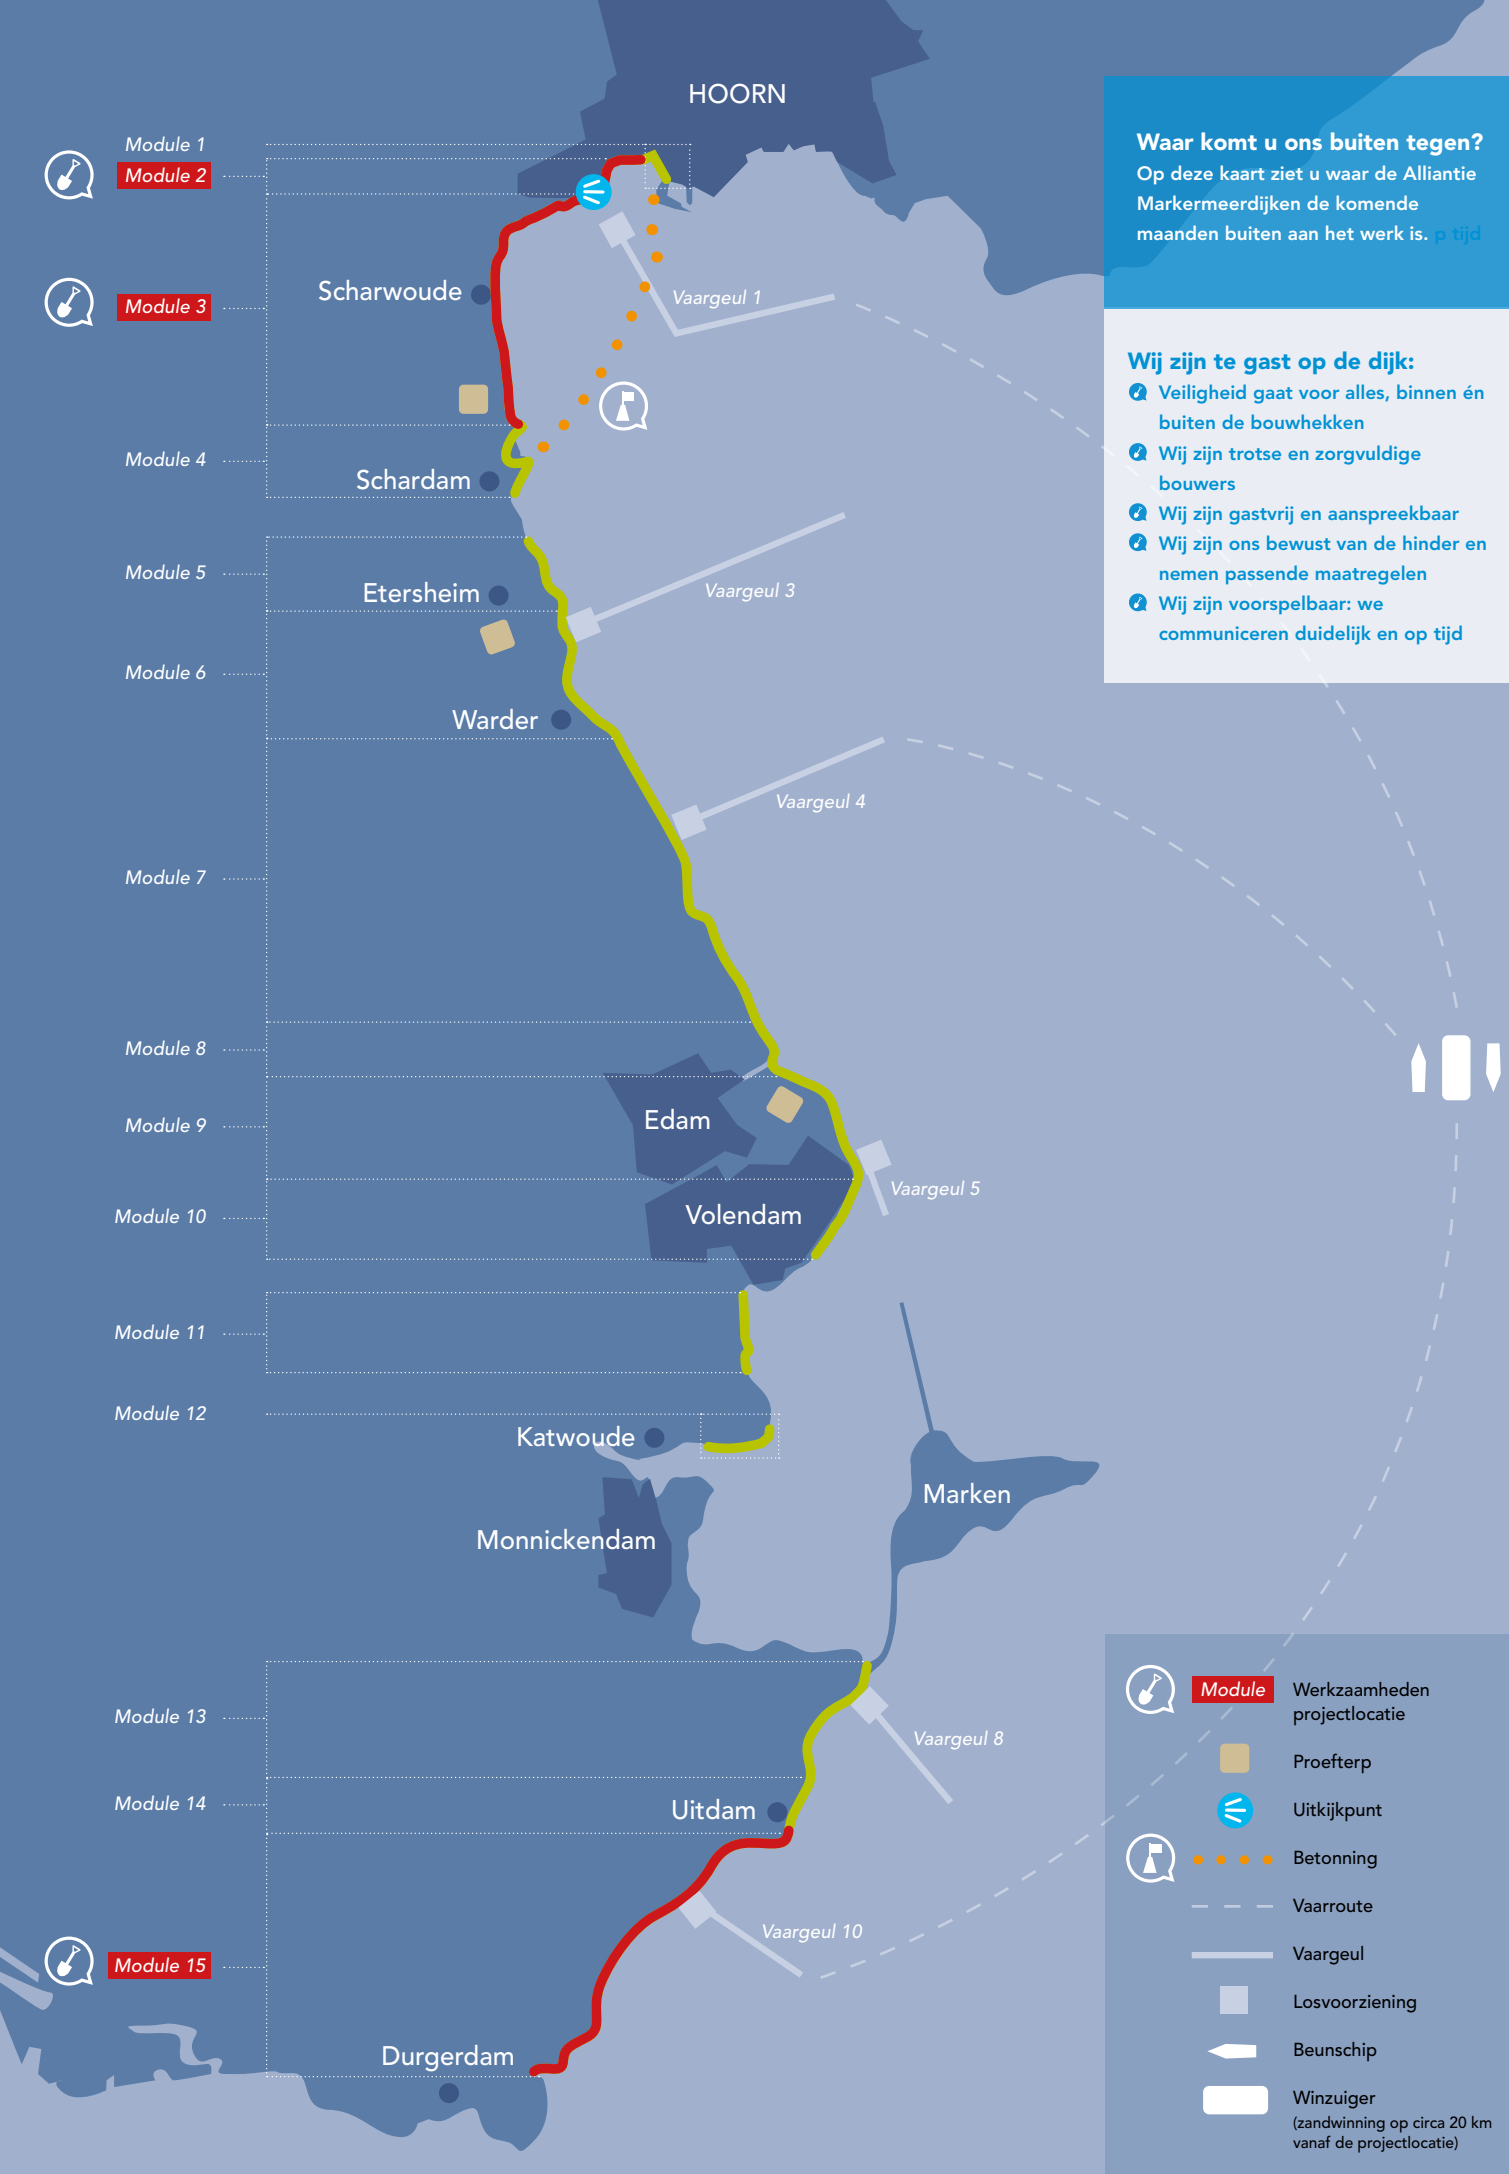 HOORN
Module 1
Module 2
Waar komt u ons buiten tegen?
Op deze kaart ziet u waar de Alliantie
Markermeerdijken de komende
maanden buiten aan het werk is. p tijd
Scharwoude
Module 3
Vaargeul 1
Wij zijn te gast op de dijk:
Veiligheid gaat voor alles, binnen én
buiten de bouwhekken
Wij zijn trotse en zorgvuldige
bouwers
Wij zijn gastvrij en aanspreekbaar
Wij zijn ons bewust van de hinder en
nemen passende maatregelen
Wij zijn voorspelbaar: we
communiceren duidelijk en op tijd
Module 4
Schardam
Module 5
Etersheim
Vaargeul 3
Module 6
Warder
Vaargeul 4
Module 7
Module 8
Module 9
Edam
Vaargeul 5
Module 10
Volendam
Module 11
Module 12
Katwoude
Marken
Monnickendam
Module 13
Vaargeul 8
Module 14
Uitdam
Vaargeul 10
Module 15
Durgerdam
Module
Werkzaamheden
projectlocatie
Proefterp
Uitkijkpunt
Betonning
Vaarroute
Vaargeul
Losvoorziening
Beunschip
Winzuiger
(zandwinning op circa 20 km
vanaf de projectlocatie)